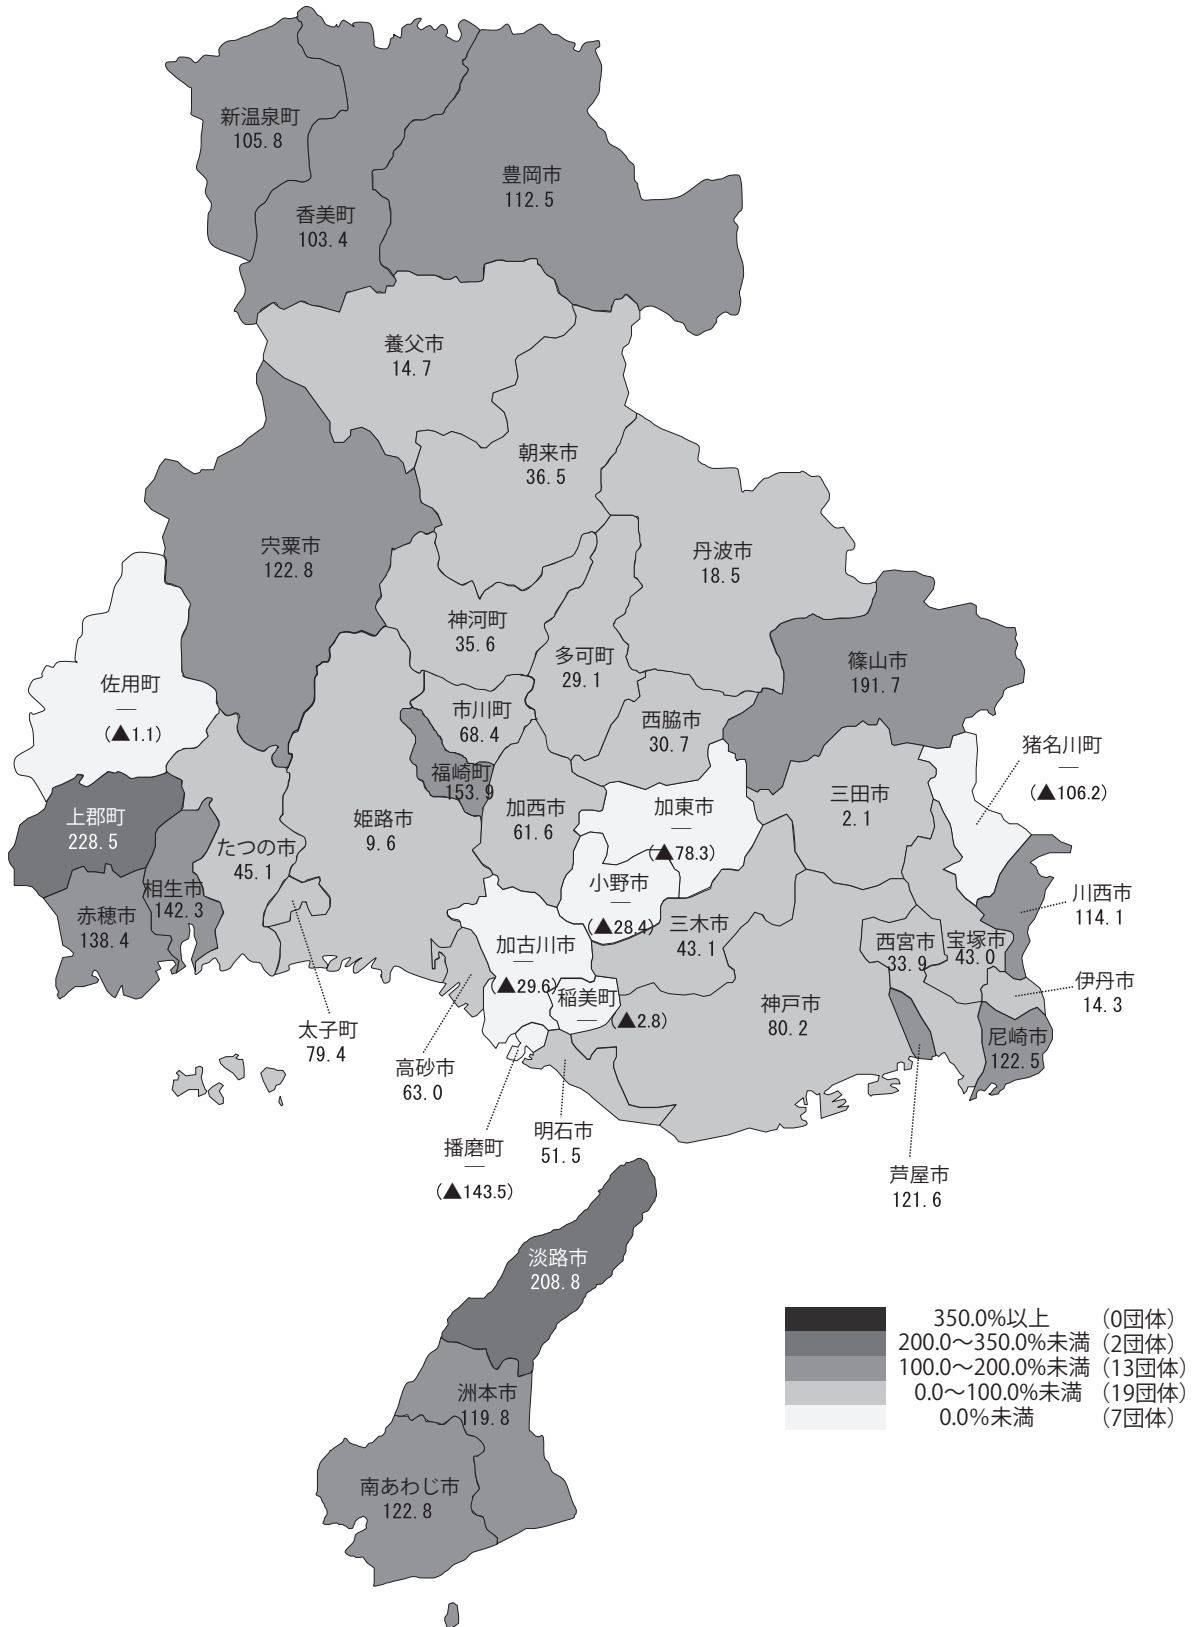 新温泉町
105.8
豊岡市
112.5
香美町
103.4
養父市
14.7
朝来市
36.5
宍粟市
122.8
丹波市
18.5
神河町
35.6
多可町
29.1
篠山市
191.7
佐用町
—
(▲1.1)
市川町
68.4
西脇市
30.7
猪名川町
—
(▲106.2)
福崎町
153.9
上郡町
228.5
姫路市
9.6
加西市
61.6
加東市
—
(▲78.3)
三田市
2.1
たつの市
45.1
相生市
142.3
赤穂市
138.4
小野市
—
(▲28.4)
三木市
43.1
川西市
114.1
加古川市
—
(▲29.6)
西宮市
33.9
宝塚市
43.0
稲美町
—
(▲2.8)
神戸市
80.2
伊丹市
14.3
太子町
79.4
尼崎市
122.5
高砂市
63.0
播磨町
—
(▲143.5)
明石市
51.5
芦屋市
121.6
淡路市
208.8
洲本市
119.8
南あわじ市
122.8
350.0%以上 (0団体)
200.0～350.0%未満 (2団体)
100.0～200.0%未満 (13団体)
0.0～100.0%未満 (19団体)
0.0%未満 (7団体)